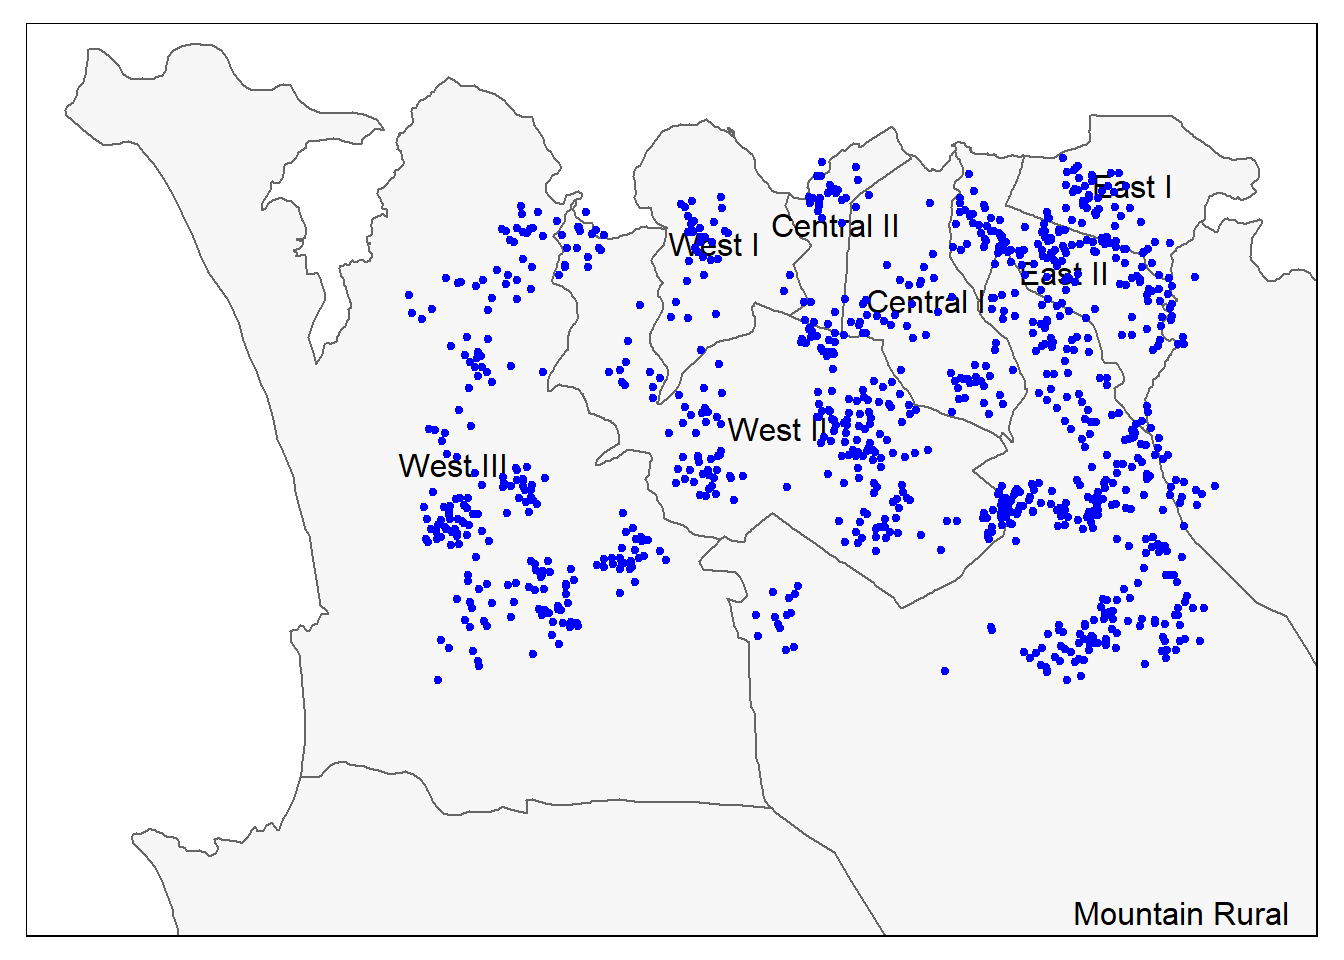 East I
Central II
West I
East II
Central I
West II
West III
Mountain Rural